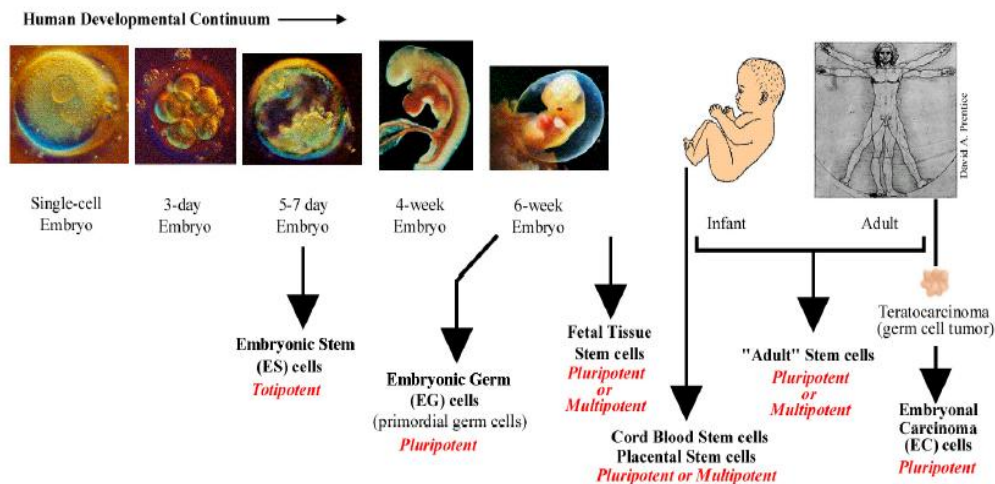 Human Developmental Continuum
David A. Prentice
Single-cell
Embryo
3-day
Embryo
5-7 day
Embryo
4-week
Embryo
6-week
Embryo
Infant
Adult
Embryonic Stem
(ES) cells
Totipotent
Embryonic Germ
(EG) cells
(primordial germ cells)
Pluripotent
Fetal Tissue
Stem cells
Pluripotent
or
Multipotent
Cord Blood Stem cells
Placental Stem cells
Pluripotent or Multipotent
"Adult" Stem cells
Pluripotent
or
Multipotent
Teratocarcinoma
(germ cell tumor)
Embryonal
Carcinoma
(EC) cells
Pluripotent